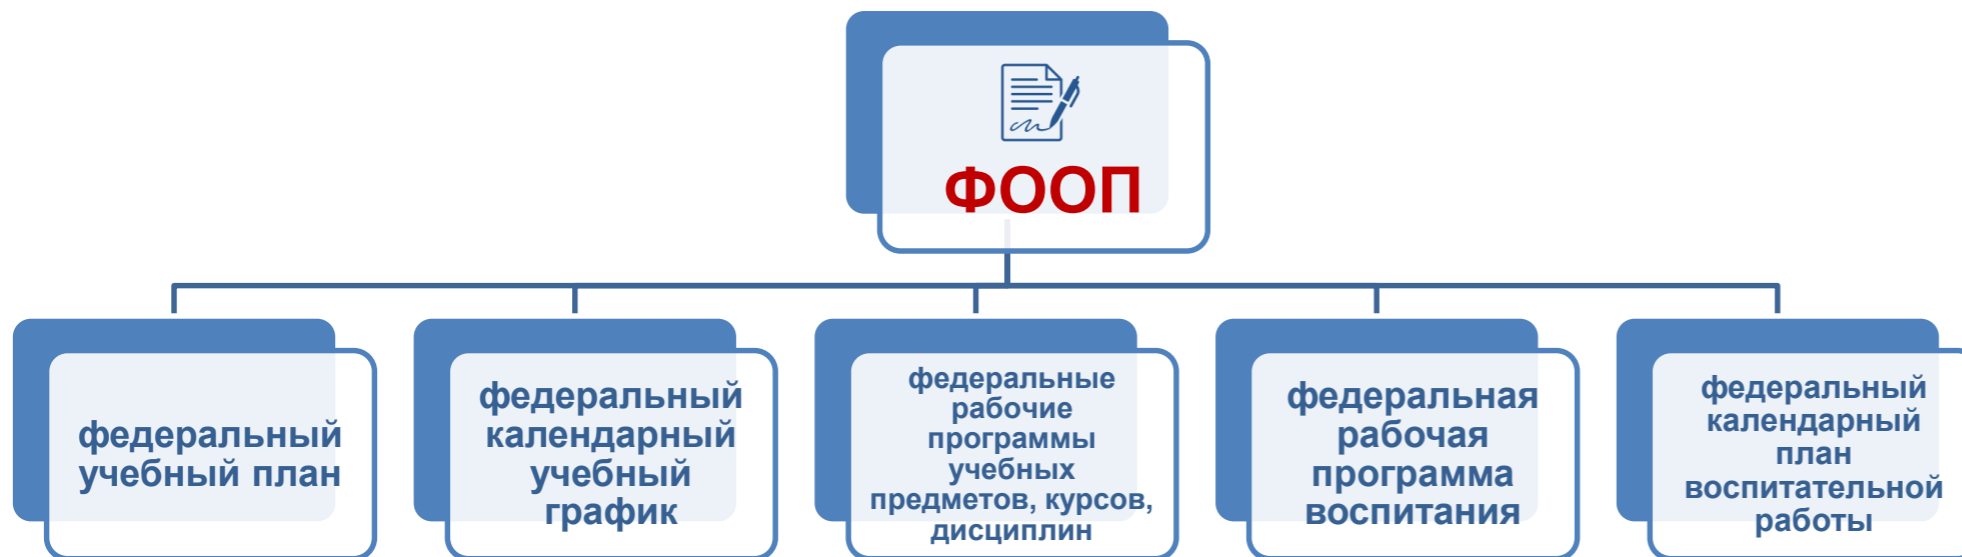 ФООП
федеральный
учебный план
федеральный
календарный
учебный
график
федеральные
рабочие
программы
учебных
предметов, курсов,
дисциплин
федеральная
рабочая
программа
воспитания
федеральный
календарный
план
воспитательной
работы